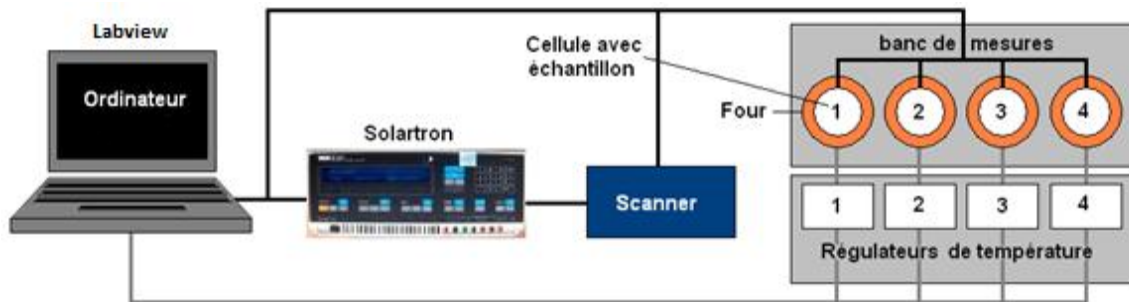 Labview
Ordinateur
Solartron
Scanner
Cellule avec
échantillon
Four
banc de mesures
1 2 3 4
1 2 3 4
Régulateurs de température